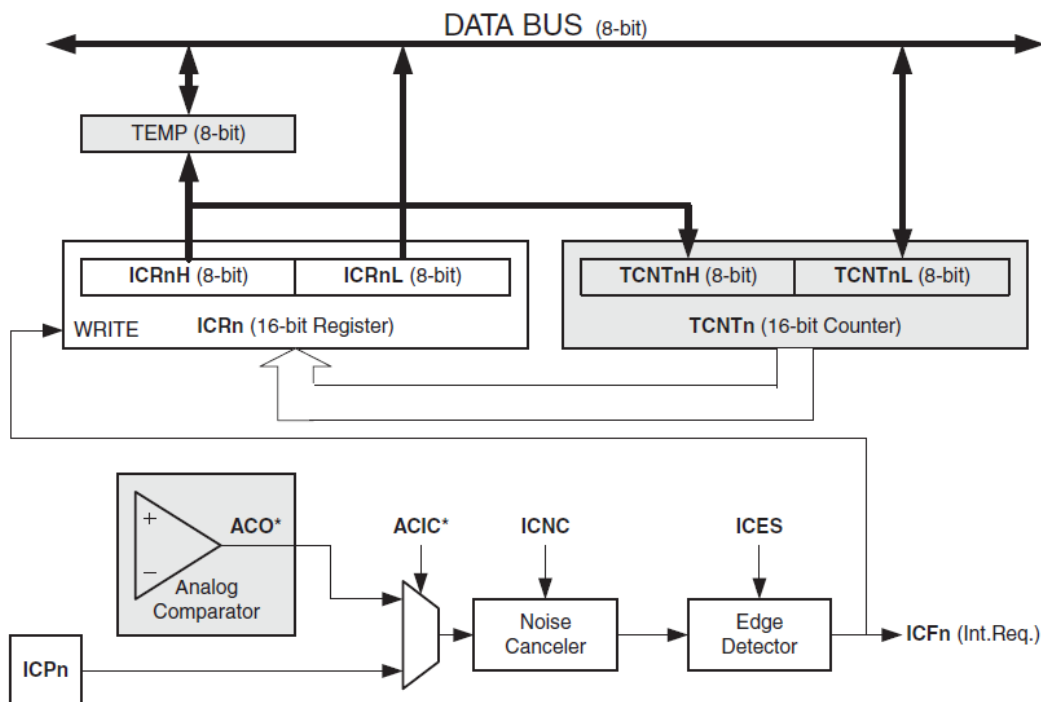 DATA BUS (8-bit)
TEMP (8-bit)
ICRnH (8-bit) ICRnL (8-bit) TCNTnH (8-bit) TCNTnL (8-bit)
WRITE ICRn (16-bit Register) TCNTn (16-bit Counter)
+
ACO* ACIC* ICNC ICES
−
Analog
Comparator
Noise
Canceler
Edge
Detector
ICFn (Int.Req.)
ICPn